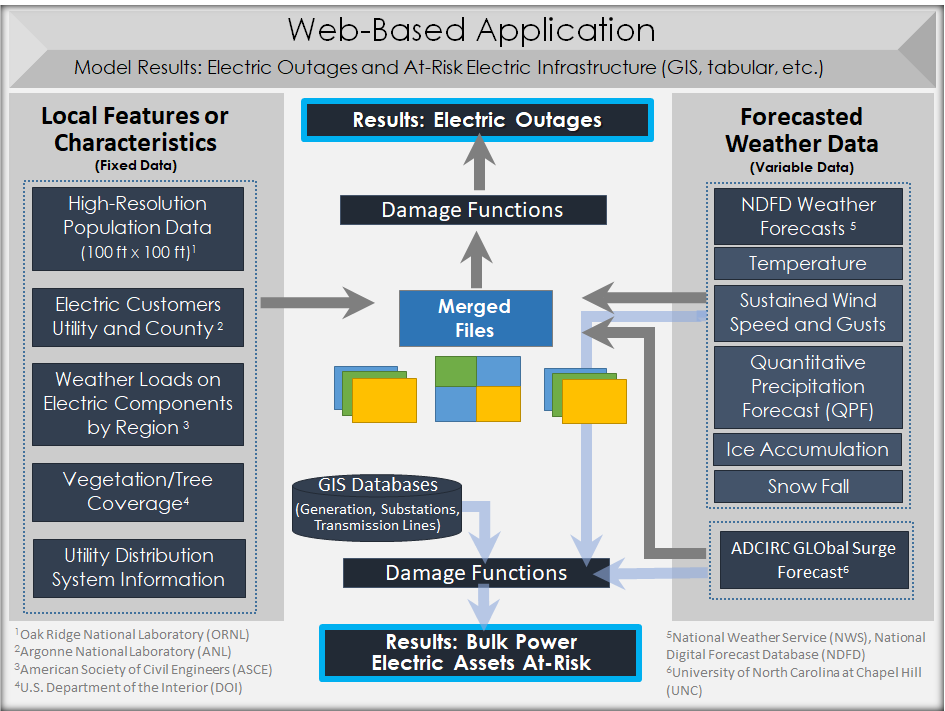 Web-Based Application
Model Results: Electric Outages and At-Risk Electric Infrastructure (GIS, tabular, etc.)
Local Features or
Characteristics
(Fixed Data)
High-Resolution
Population Data
(100 ft x 100 ft)¹
Electric Customers
Utility and County ²
Weather Loads on
Electric Components
by Region ³
Vegetation/Tree
Coverage⁴
Utility Distribution
System Information
¹Oak Ridge National Laboratory (ORNL)
²Argonne National Laboratory (ANL)
³American Society of Civil Engineers (ASCE)
⁴U.S. Department of the Interior (DOI)
Results: Electric Outages
Damage Functions
Merged
Files
GIS Databases
(Generation, Substations,
Transmission Lines)
Damage Functions
Results: Bulk Power
Electric Assets At-Risk
Forecasted
Weather Data
(Variable Data)
NDFD Weather
Forecasts ⁵
Temperature
Sustained Wind
Speed and Gusts
Quantitative
Precipitation
Forecast (QPF)
Ice Accumulation
Snow Fall
ADCIRC GLObal Surge
Forecast⁶
⁵National Weather Service (NWS), National
Digital Forecast Database (NDFD)
⁶University of North Carolina at Chapel Hill
(UNC)